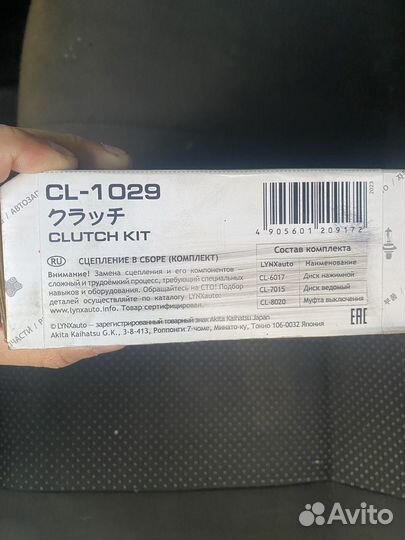 CL-1029
クラッチ
CLUTCH KIT
RU СЦЕПЛЕНИЕ В СБОРЕ (КОМПЛЕКТ)
Внимание! Замена сцепления и его компонентов
сложный и трудоёмкий процесс, требующий специальных
навыков и оборудования. Обращайтесь на СТО! Подбор
деталей осуществляйте по каталогу LYNXauto:
www.lynxauto.info. Товар сертифицирован.
© LYNXauto — зарегистрированный товарный знак Akita Kaihatsu Japan
Akita Kaihatsu G.K., 3-8-413, Роппонги 7-чоме, Минато-ку, Токио 106-0032 Япония
4 905601 209172
2023
Состав комплекта
LYNXauto Наименование
CL-6017 Диск нажимной
CL-7015 Диск ведомый
CL-8020 Муфта выключения
EAC
/ АВТОЗАП
ЧАСТИ /
Avito